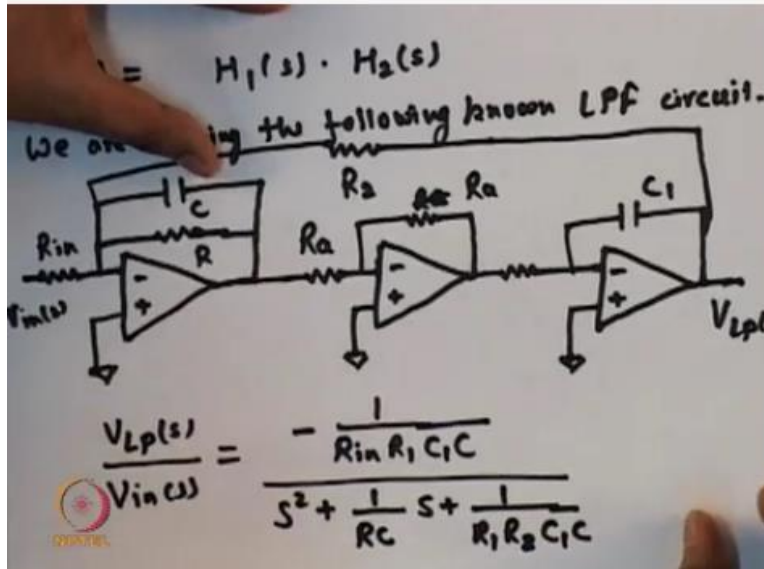 = H₁(s) · H₂(s)
We are the following known LPF circuit.
R₂
C
R
Rin
Vin(s)
Ra
Ra
C₁
- + - + - +
VLp(
VLp(s) / Vin(s) = - 1 / Rin R₁ C₁ C
s² + 1 / RC s + 1 / R₁ R₂ C₁ C
NPTEL